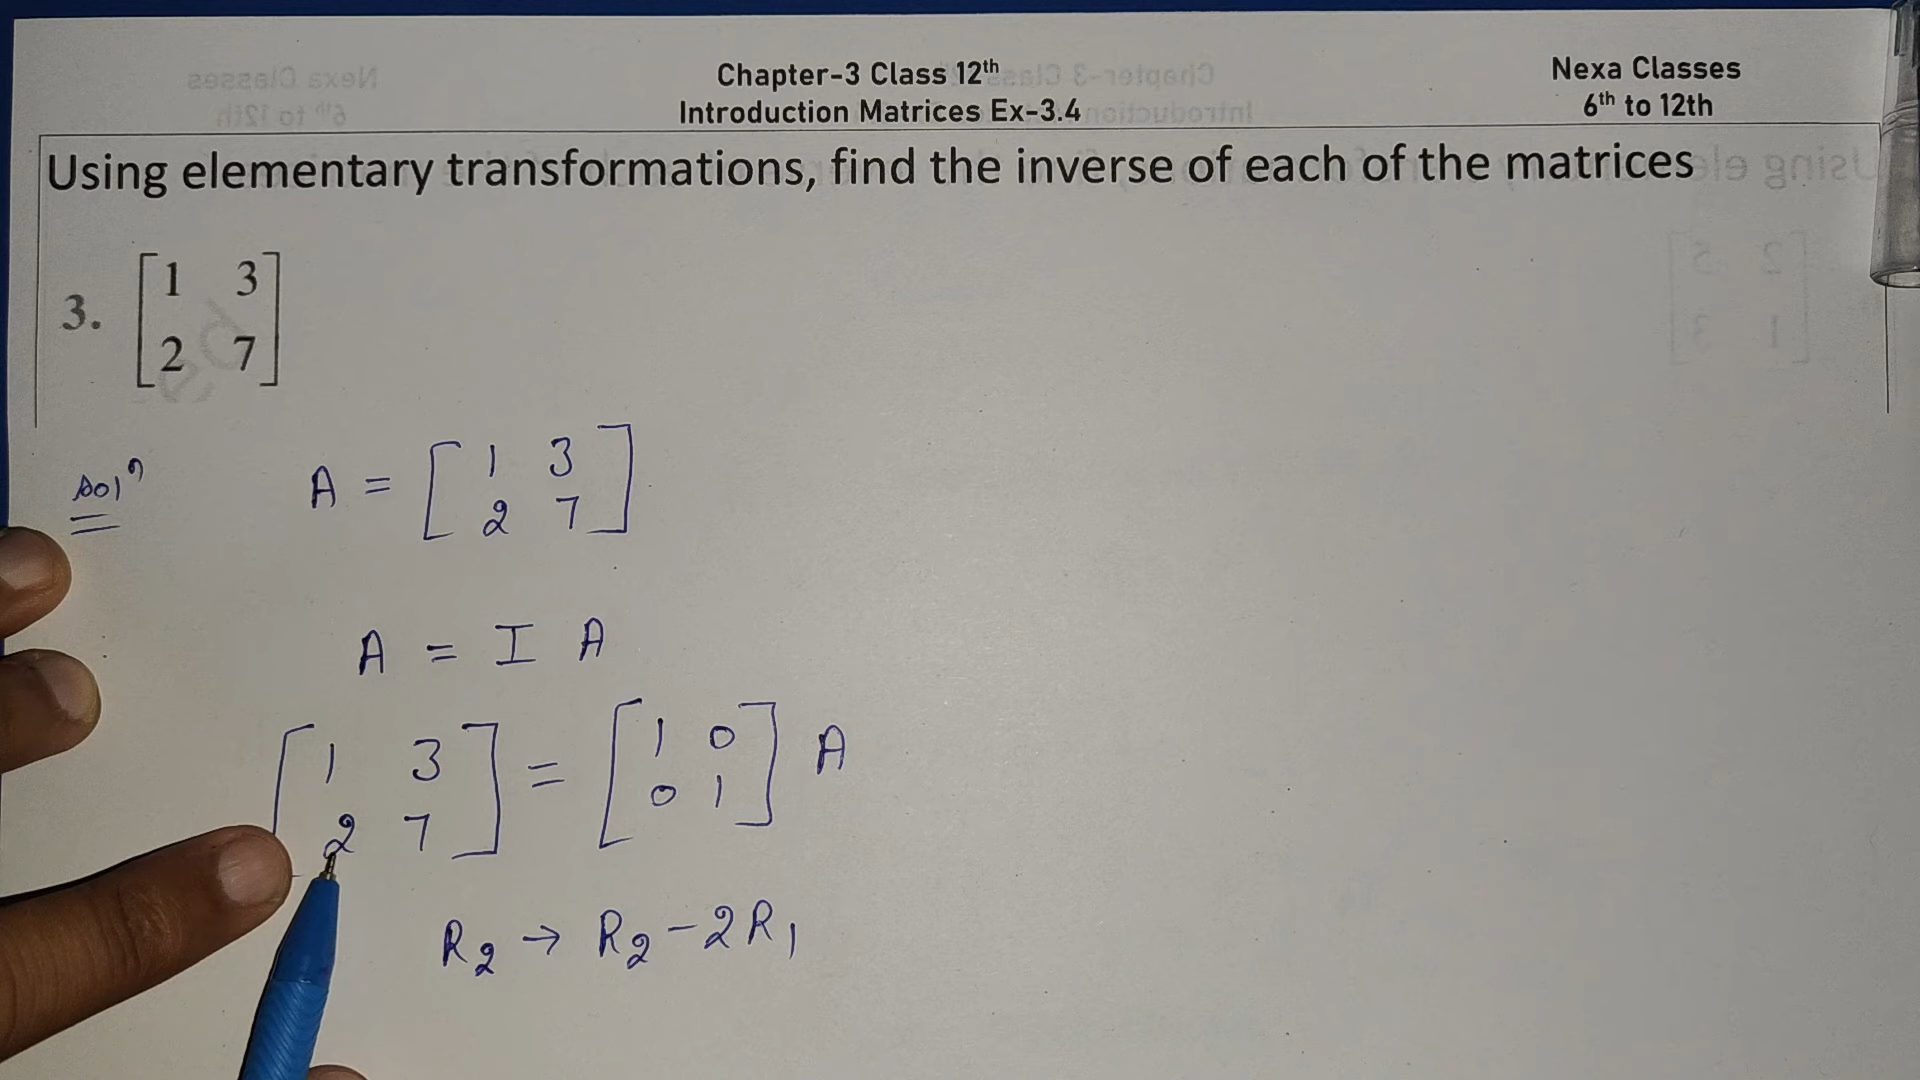 Chapter-3 Class 12th
Introduction Matrices Ex-3.4
Nexa Classes
6th to 12th
Using elementary transformations, find the inverse of each of the matrices
3. [1 3
2 7]
Solⁿ A = [1 3
2 7]
A = I A
[1 3
2 7] = [1 0
0 1] A
R₂ → R₂ - 2R₁